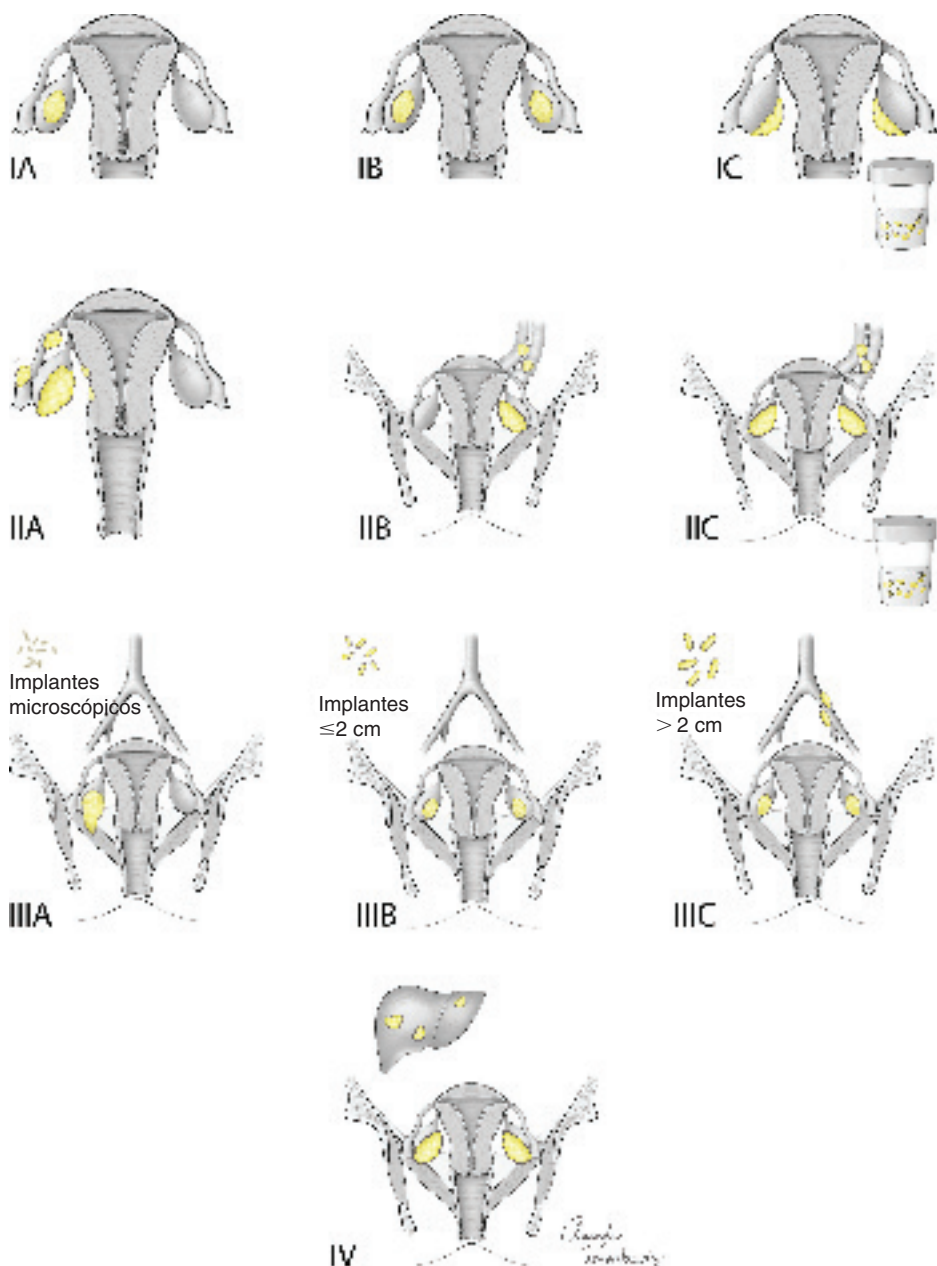 IA
IB
IC
IIA
IIB
IIC
Implantes
microscópicos
Implantes
≤2 cm
Implantes
> 2 cm
IIIA
IIIB
IIIC
IV